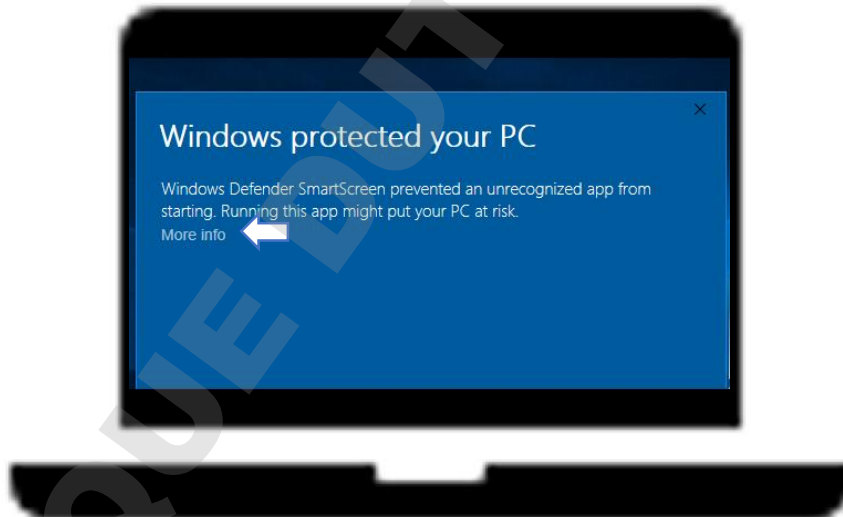 Windows protected your PC
Windows Defender SmartScreen prevented an unrecognized app from
starting. Running this app might put your PC at risk.
More info